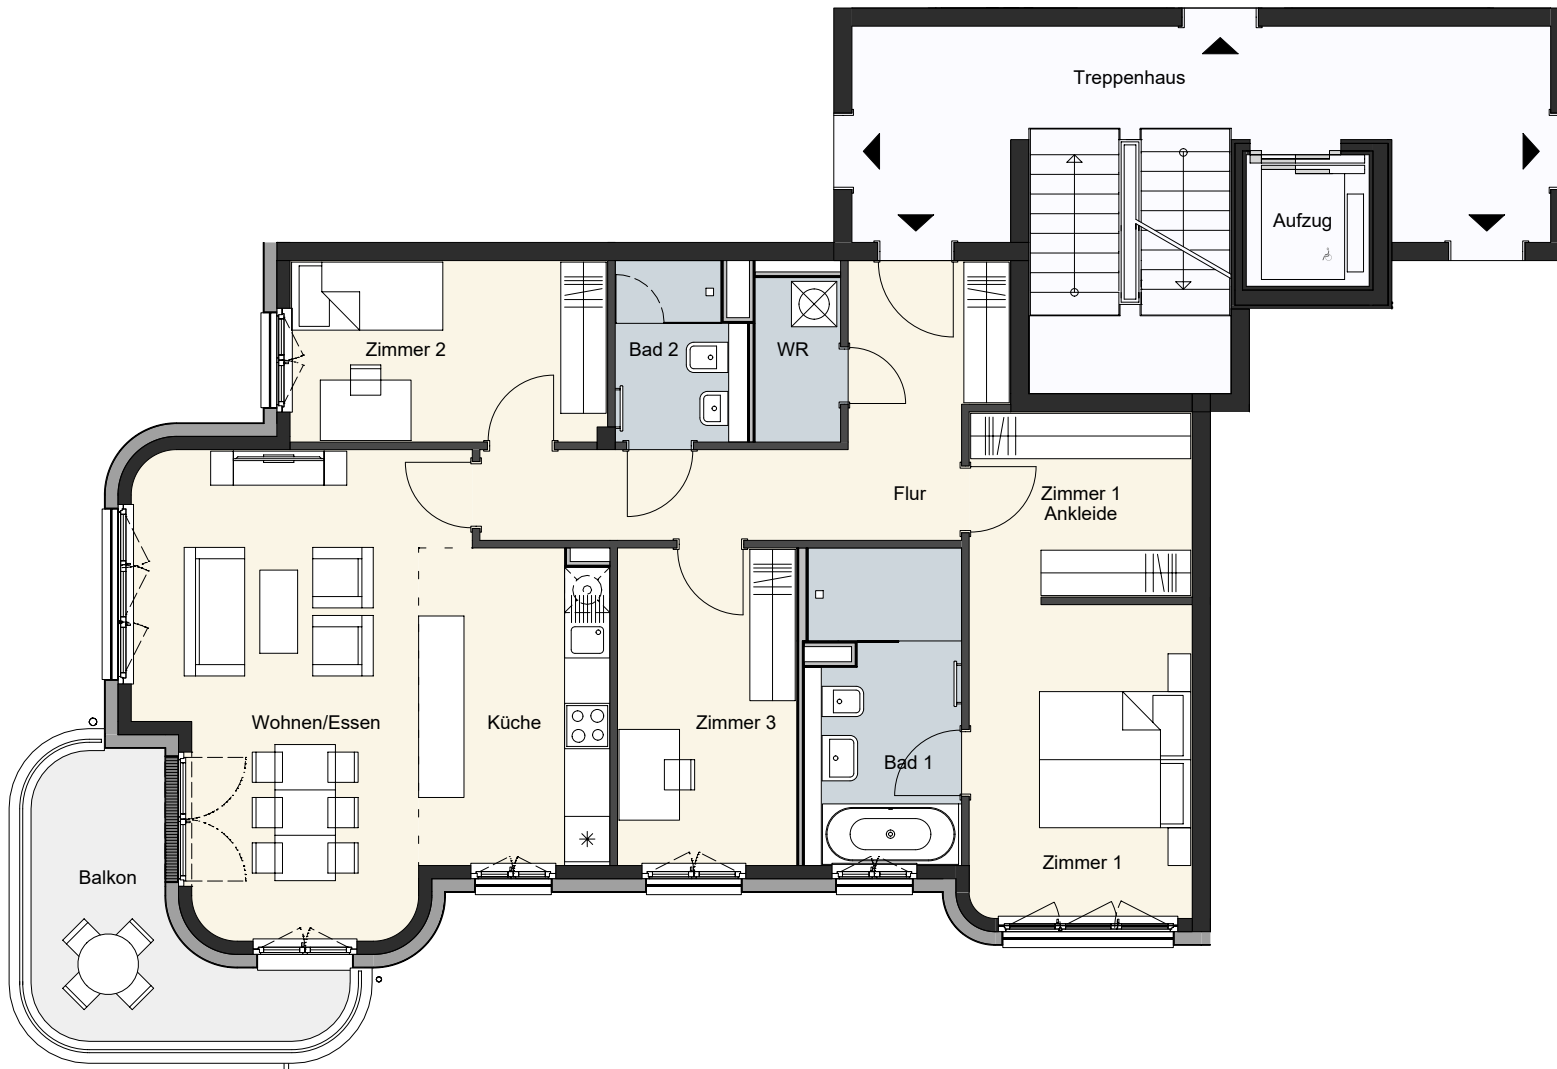 Treppenhaus
Aufzug
Zimmer 2
Bad 2
WR
Flur
Zimmer 1
Ankleide
Wohnen/Essen
Küche
Zimmer 3
Bad 1
Zimmer 1
Balkon